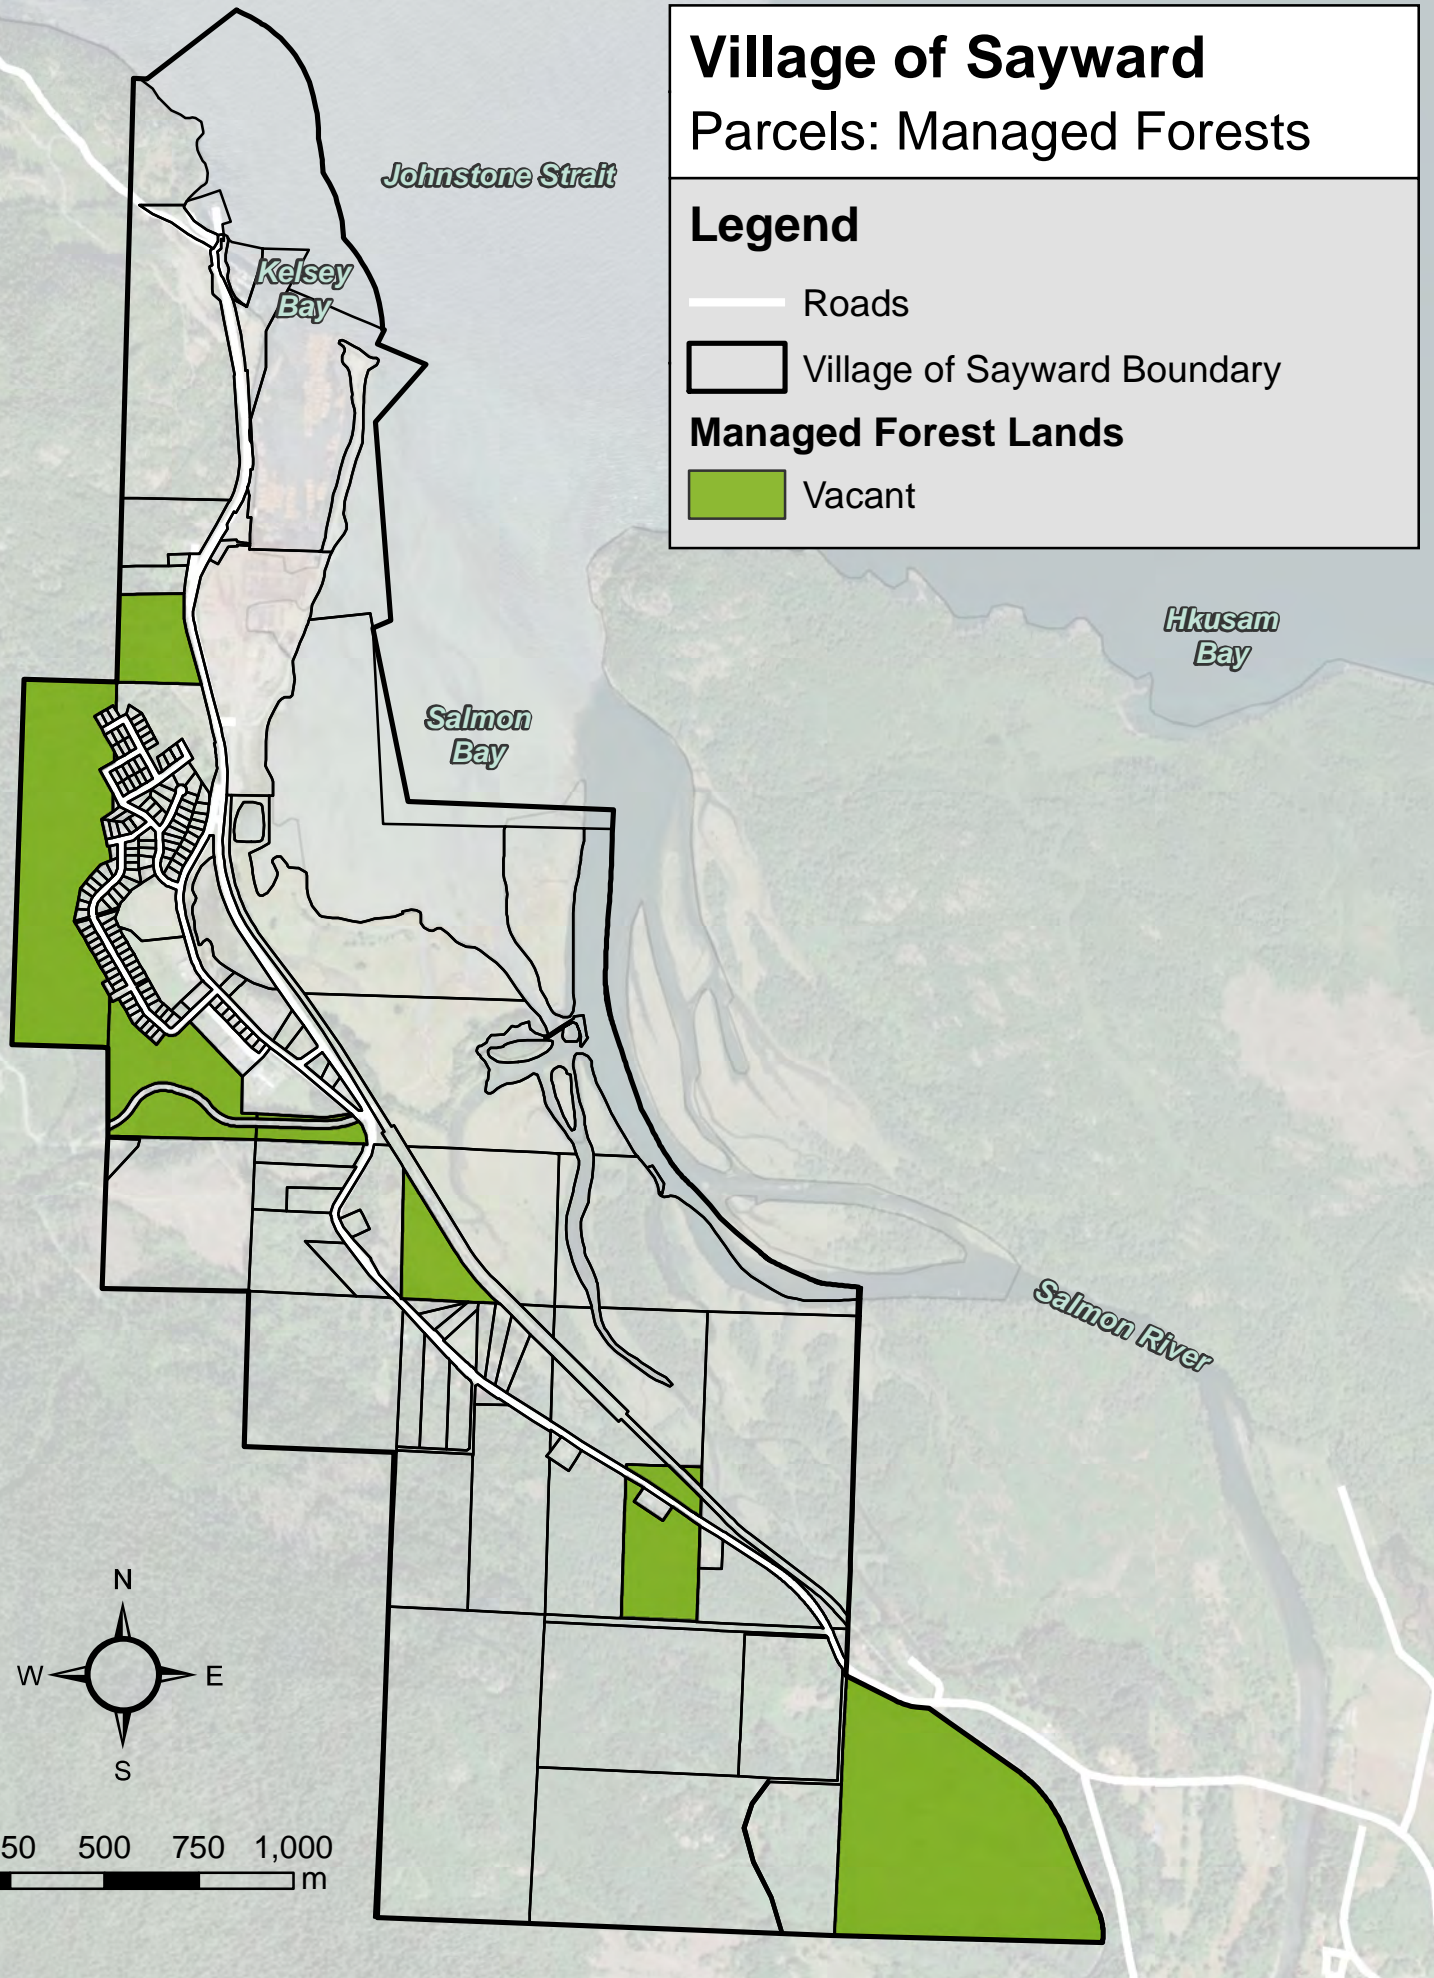 Village of Sayward
Parcels: Managed Forests
Legend
Roads
Village of Sayward Boundary
Managed Forest Lands
Vacant
Johnstone Strait
Kelsey
Bay
Hkusam
Bay
Salmon
Bay
Salmon River
N
W E
S
50 500 750 1,000
m